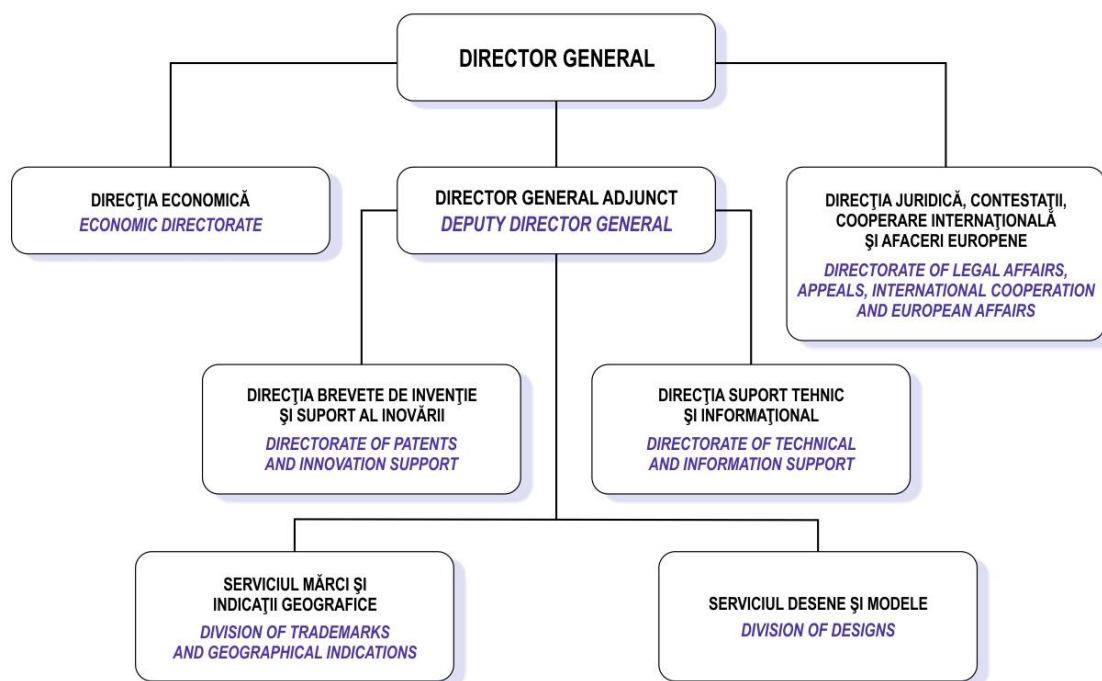 DIRECTOR GENERAL
DIRECŢIA ECONOMICĂ
ECONOMIC DIRECTORATE
DIRECTOR GENERAL ADJUNCT
DEPUTY DIRECTOR GENERAL
DIRECŢIA JURIDICĂ, CONTESTAŢII,
COOPERARE INTERNAŢIONALĂ
ŞI AFACERI EUROPENE
DIRECTORATE OF LEGAL AFFAIRS,
APPEALS, INTERNATIONAL COOPERATION
AND EUROPEAN AFFAIRS
DIRECŢIA BREVETE DE INVENŢIE
ŞI SUPORT AL INOVĂRII
DIRECTORATE OF PATENTS
AND INNOVATION SUPPORT
DIRECŢIA SUPORT TEHNIC
ŞI INFORMAŢIONAL
DIRECTORATE OF TECHNICAL
AND INFORMATION SUPPORT
SERVICIUL MĂRCI ŞI
INDICAŢII GEOGRAFICE
DIVISION OF TRADEMARKS
AND GEOGRAPHICAL INDICATIONS
SERVICIUL DESENE ŞI MODELE
DIVISION OF DESIGNS